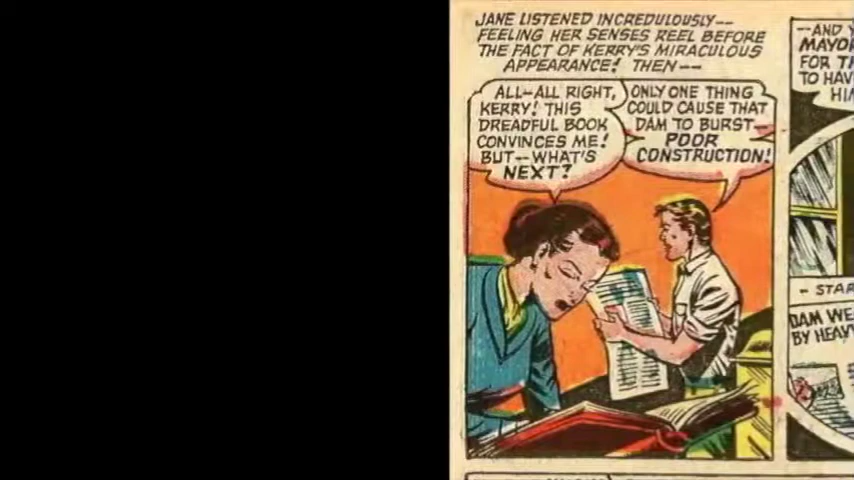 JANE LISTENED INCREDULOUSLY--
FEELING HER SENSES REEL BEFORE
THE FACT OF KERRY'S MIRACULOUS
APPEARANCE! THEN--
ALL-ALL RIGHT,
KERRY! THIS
DREADFUL BOOK
CONVINCES ME!
BUT--WHAT'S
NEXT?
ONLY ONE THING
COULD CAUSE THAT
DAM TO BURST--
POOR
CONSTRUCTION!
--AND
MAYOR
FOR
TO HAV
HI
- STAR
DAM WE
BY HEAV